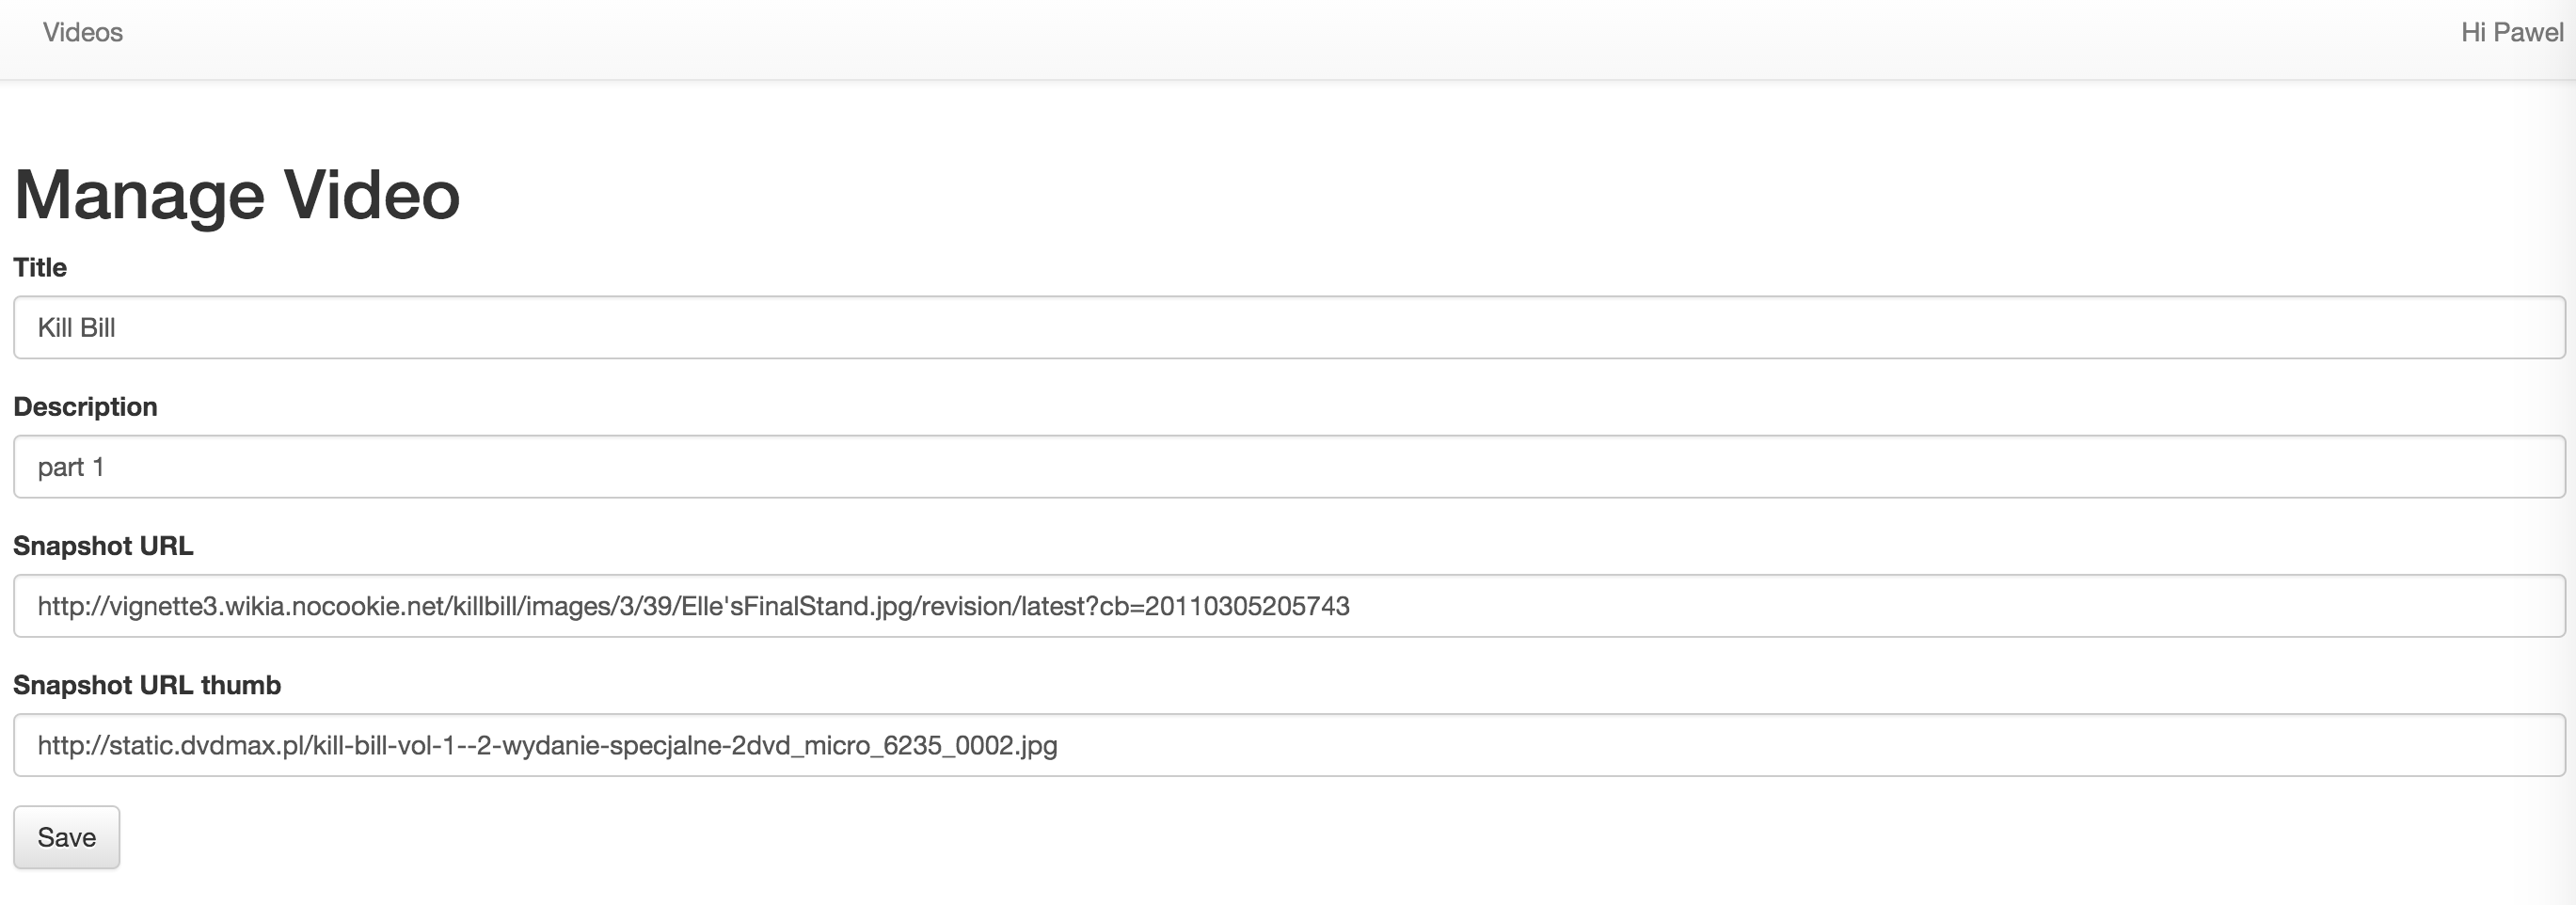 Videos
Hi Pawel
Manage Video
Title
Kill Bill
Description
part 1
Snapshot URL
http://vignette3.wikia.nocookie.net/killbill/images/3/39/Elle'sFinalStand.jpg/revision/latest?cb=20110305205743
Snapshot URL thumb
http://static.dvdmax.pl/kill-bill-vol-1--2-wydanie-specjalne-2dvd_micro_6235_0002.jpg
Save